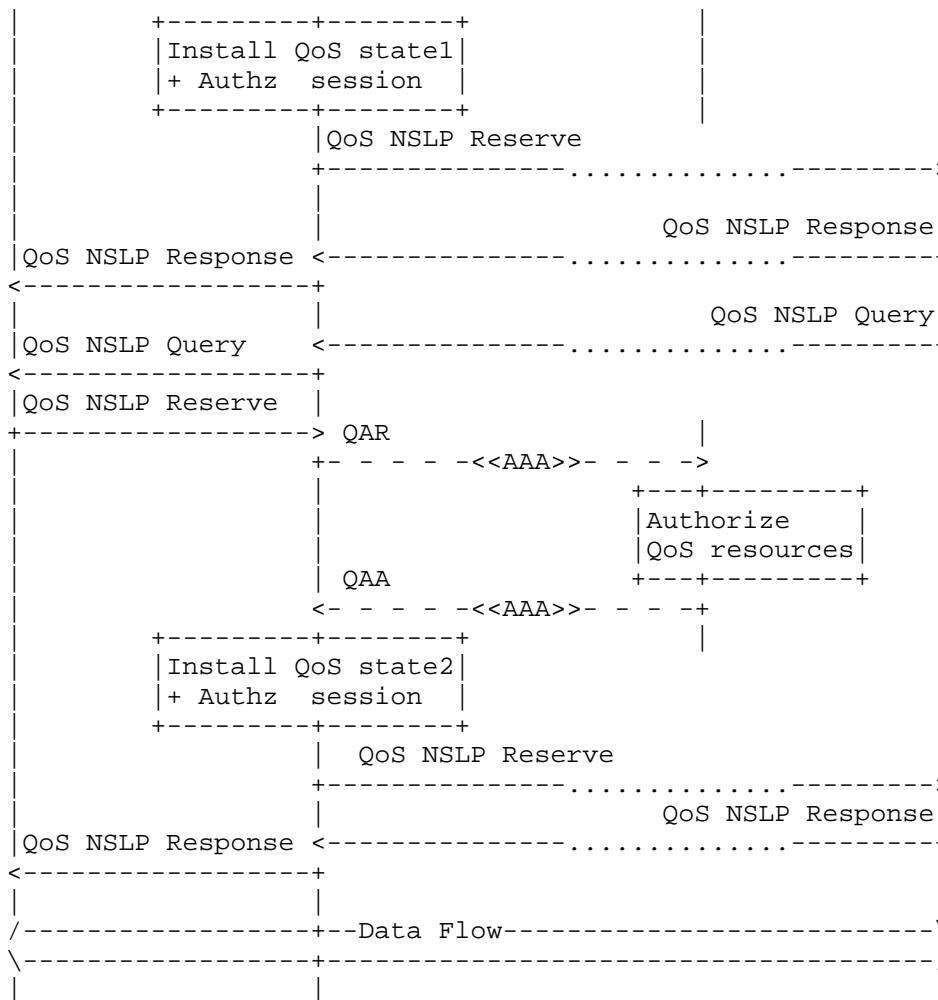 Install QoS state1
+ Authz session
QoS NSLP Reserve
QoS NSLP Response
QoS NSLP Response
QoS NSLP Query
QoS NSLP Query
QoS NSLP Reserve
QAR
<<AAA>>
Authorize
QoS resources
QAA
<<AAA>>
Install QoS state2
+ Authz session
QoS NSLP Reserve
QoS NSLP Response
QoS NSLP Response
Data Flow